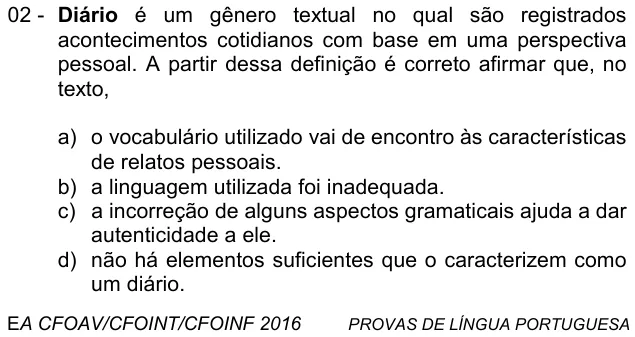 02 - Diário é um gênero textual no qual são registrados
acontecimentos cotidianos com base em uma perspectiva
pessoal. A partir dessa definição é correto afirmar que, no
texto,
a) o vocabulário utilizado vai de encontro às características
de relatos pessoais.
b) a linguagem utilizada foi inadequada.
c) a incorreção de alguns aspectos gramaticais ajuda a dar
autenticidade a ele.
d) não há elementos suficientes que o caracterizem como
um diário.
EA CFOAV/CFOINT/CFOINF 2016 PROVAS DE LÍNGUA PORTUGUESA